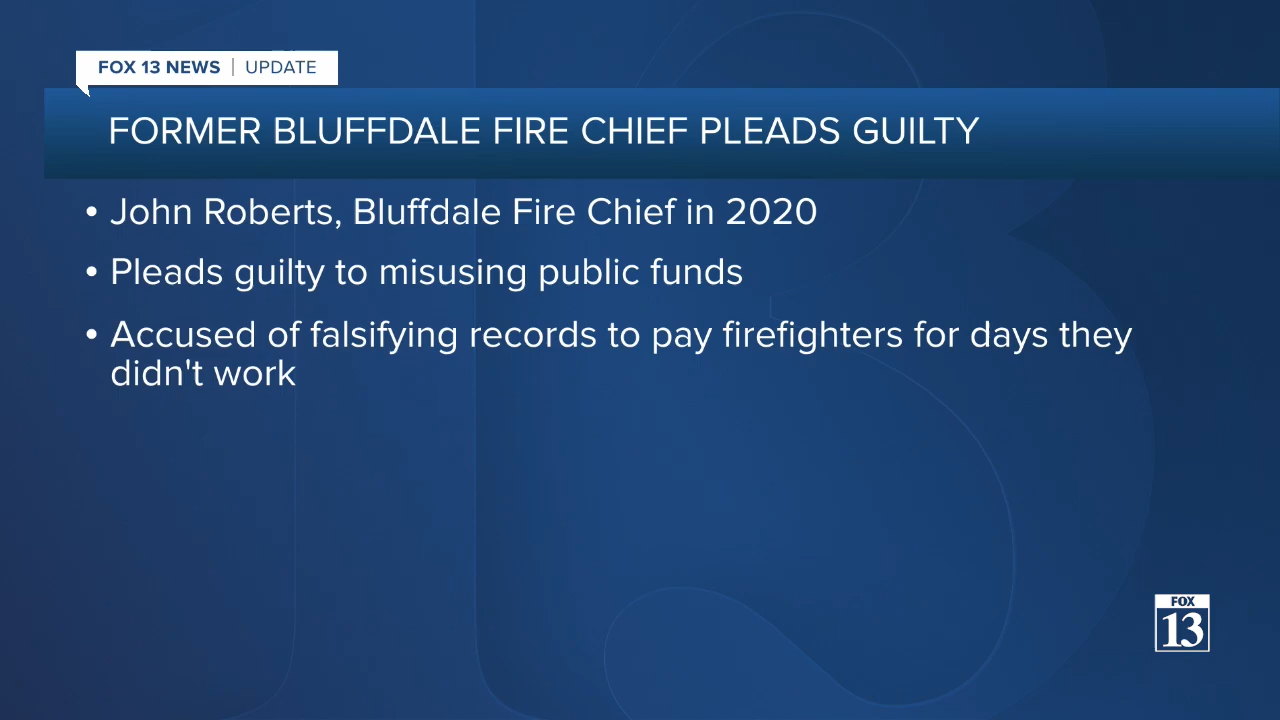 FOX 13 NEWS | UPDATE
FORMER BLUFFDALE FIRE CHIEF PLEADS GUILTY
• John Roberts, Bluffdale Fire Chief in 2020
• Pleads guilty to misusing public funds
• Accused of falsifying records to pay firefighters for days they
didn't work
FOX
13